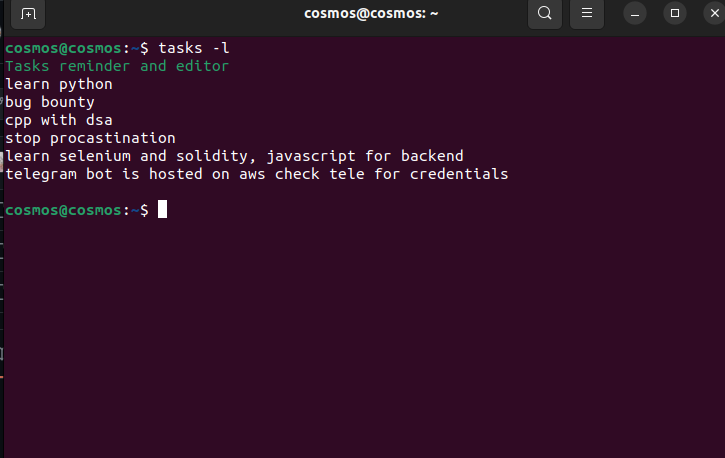 cosmos@cosmos: ~
cosmos@cosmos:~$ tasks -l
Tasks reminder and editor
learn python
bug bounty
cpp with dsa
stop procastination
learn selenium and solidity, javascript for backend
telegram bot is hosted on aws check tele for credentials
cosmos@cosmos:~$